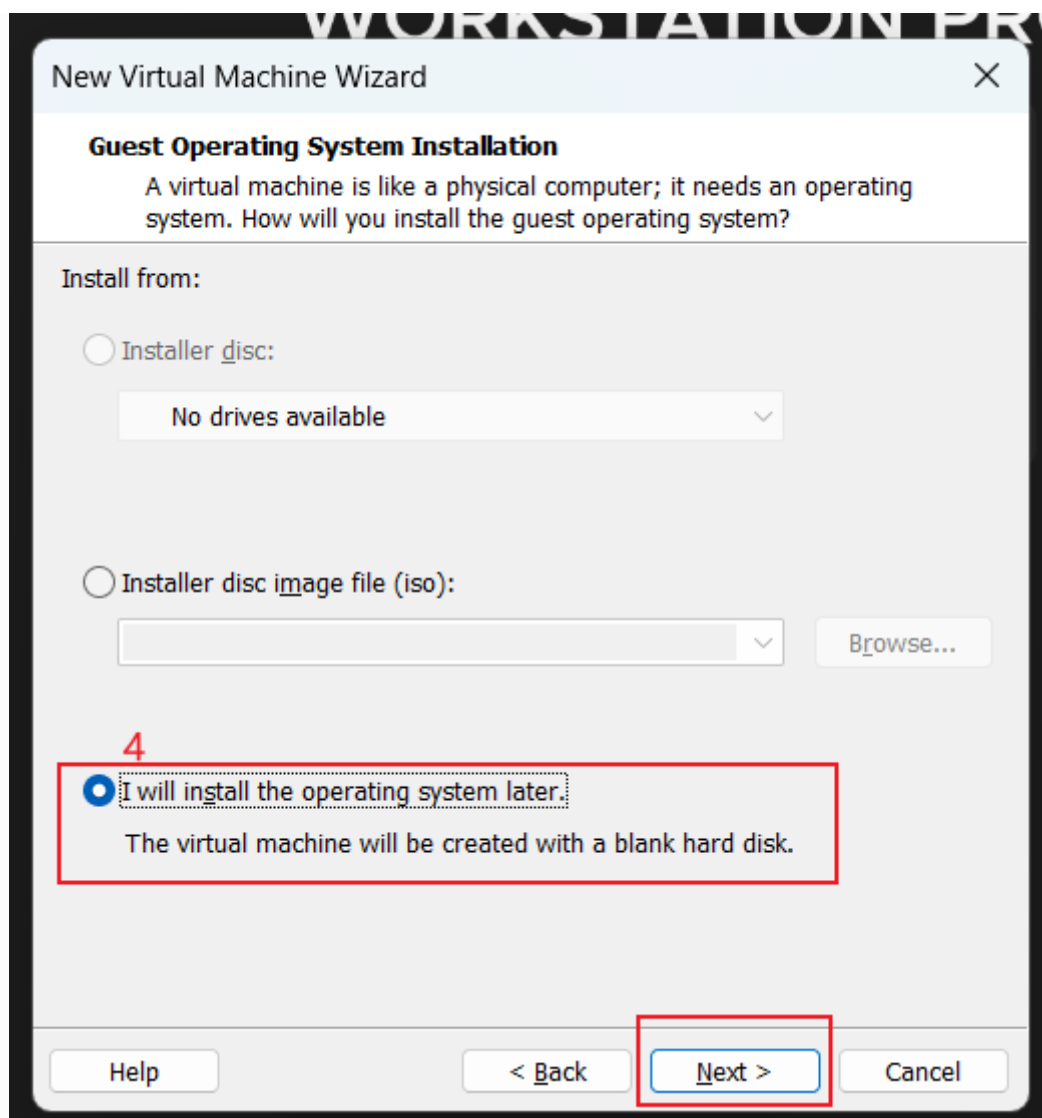 WORKSTATION PRO
New Virtual Machine Wizard
Guest Operating System Installation
A virtual machine is like a physical computer; it needs an operating
system. How will you install the guest operating system?
Install from:
Installer disc:
No drives available
Installer disc image file (iso):
Browse...
4
I will install the operating system later.
The virtual machine will be created with a blank hard disk.
Help
< Back
Next >
Cancel